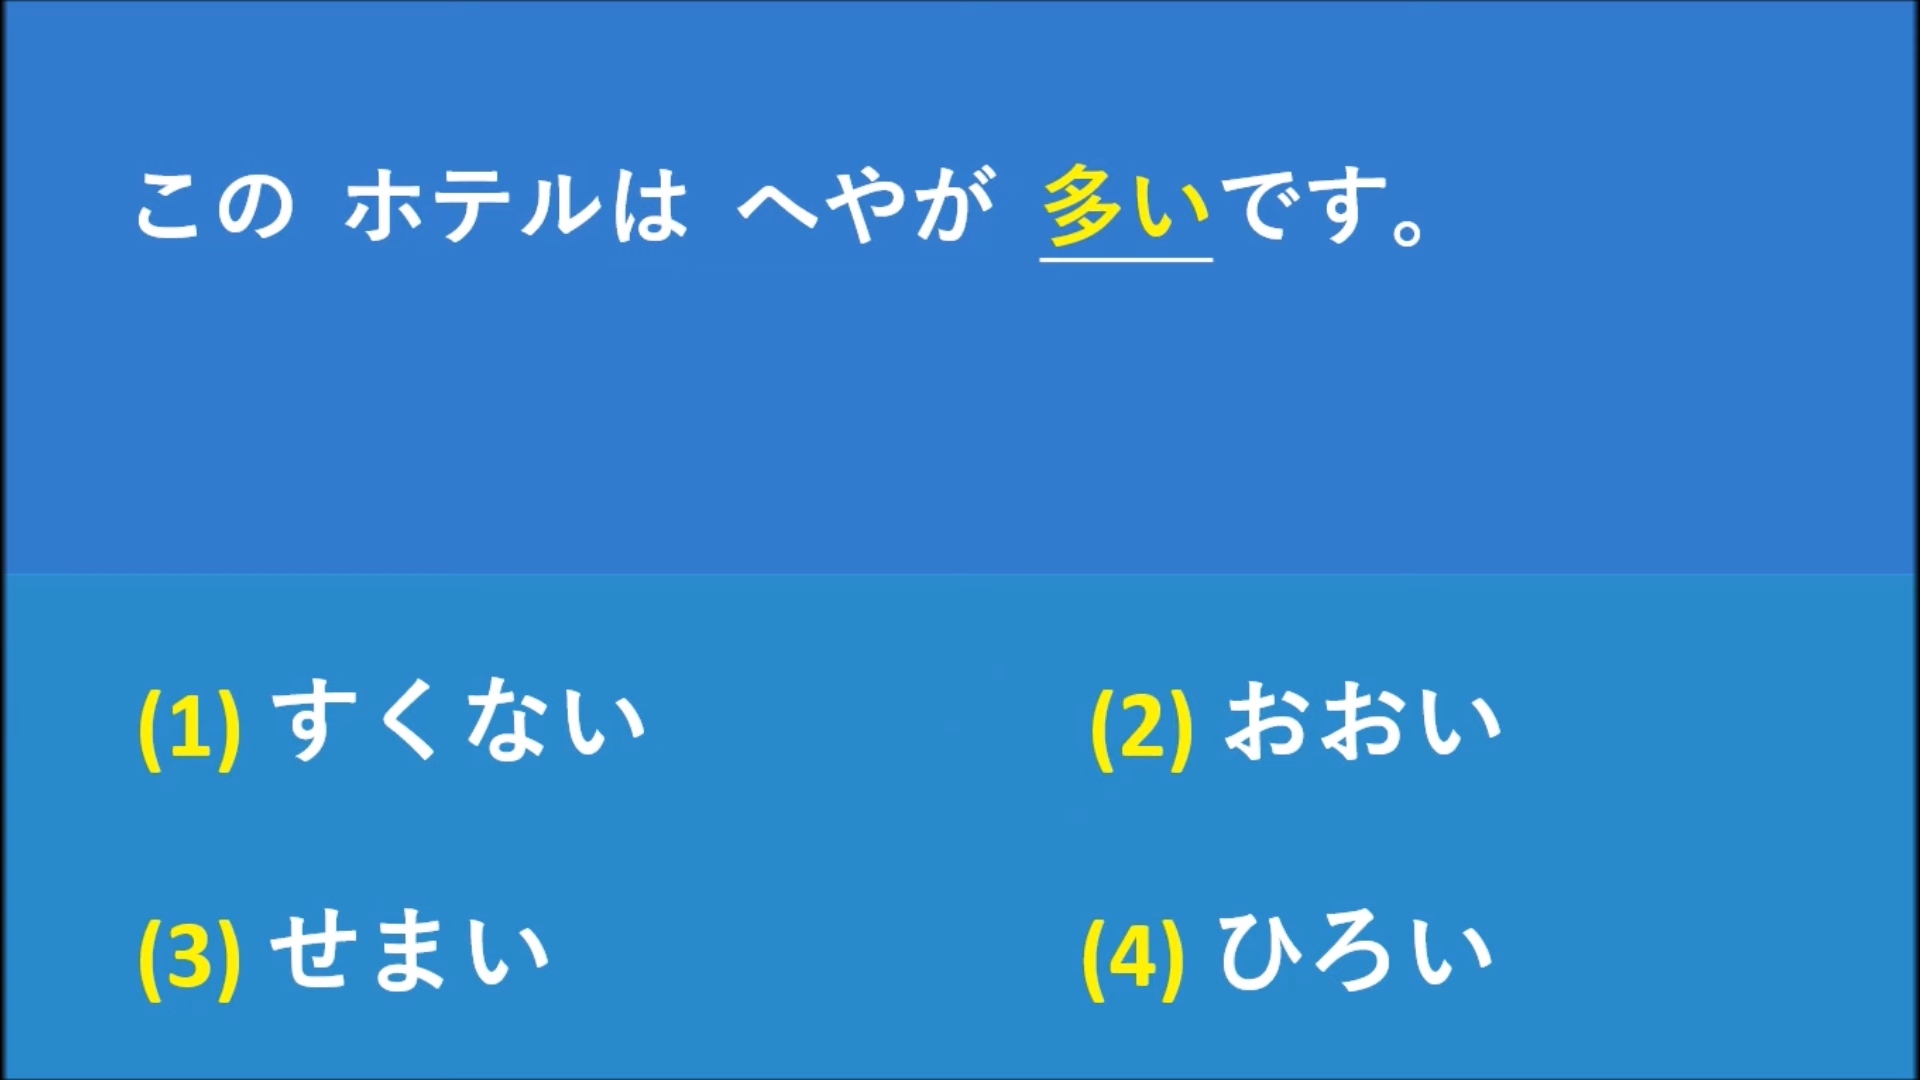 この ホテルは へやが 多いです。
(1) すくない (2) おおい
(3) せまい (4) ひろい